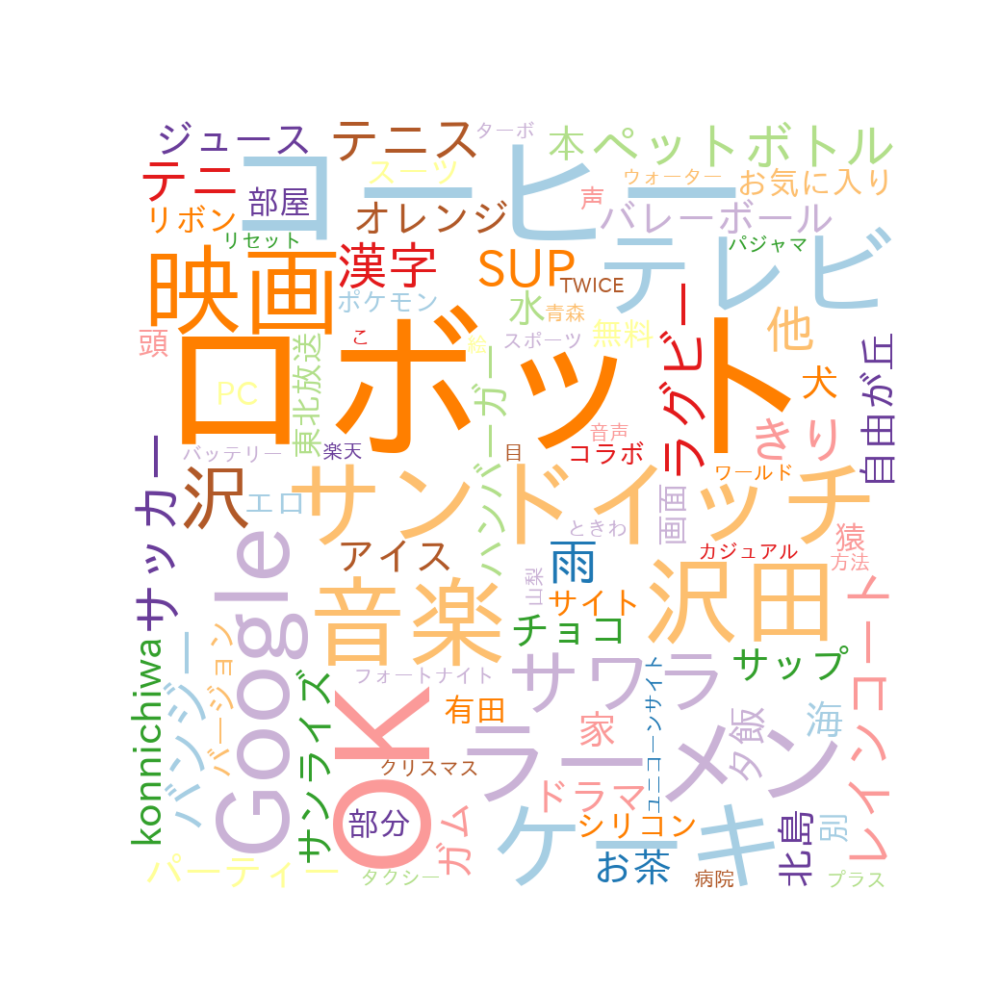 ジュース
テニス
ターボ
本
ペットボトル
コーヒー
テニ
部屋
スーツ
声
ウォーター
お気に入り
リボン
オレンジ
バレーボール
リセット
パジャマ
映画
漢字
SUP
TWICE
テレビ
ポケモン
水
青森
他
頭
こ
絵
スポーツ
無料
ラグビー
ロボット
PC
東北放送
ハンバーガー
犬
自由が丘
きり
バッテリー
楽天
目
音声
コラボ
ワールド
サッカー
沢
エロ
サンドイッチ
画面
ときわ
猿
方法
カジュアル
アイス
雨
山梨
サイト
沢田
Google
音楽
チョコ
レインコート
サップ
サワラ
konnichiwa
バンジー
バージョン
サンライズ
フォートナイト
OK
有田
家
ユニコーンサイト
夕飯
海
ラーメン
クリスマス
ドラマ
部分
ガム
シリコン
ケーキ
北島
別
パーティー
タクシー
お茶
病院
プラス